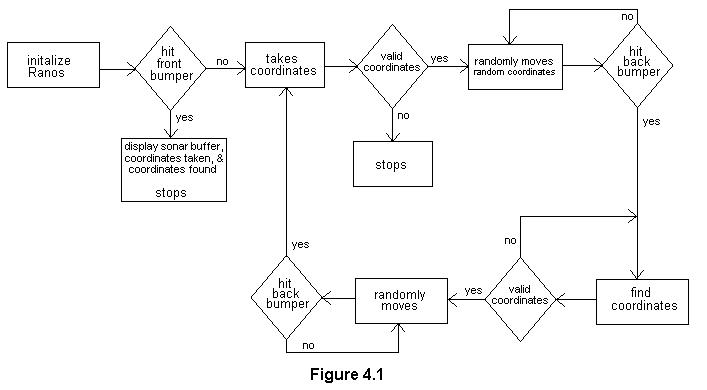 initalize
Ranos
hit
front
bumper
no
yes
display sonar buffer,
coordinates taken, &
coordinates found
stops
takes
coordinates
valid
coordinates
yes
no
stops
randomly moves
random coordinates
no
hit
back
bumper
yes
find
coordinates
valid
coordinates
no
yes
randomly
moves
hit
back
bumper
yes
no
Figure 4.1